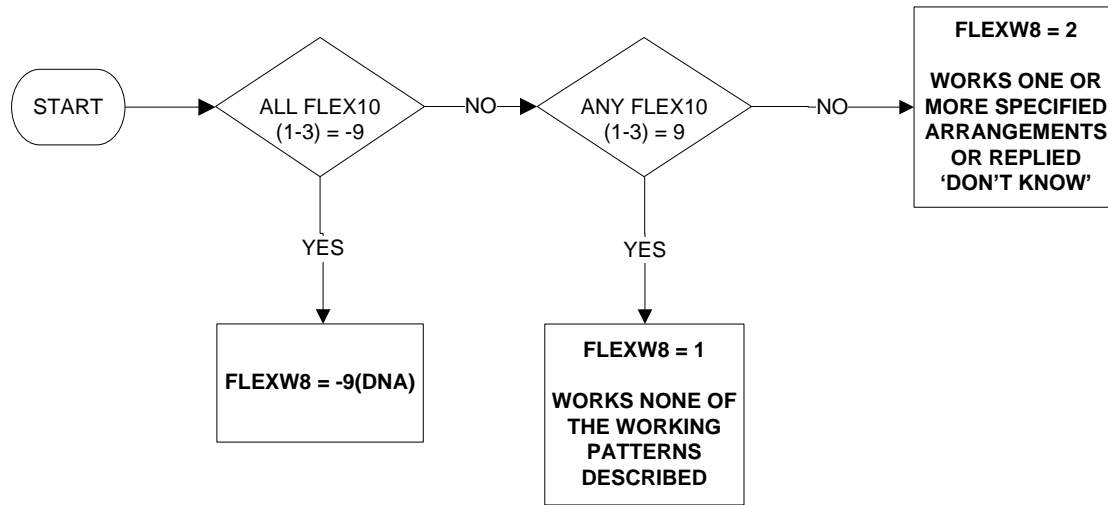 START
ALL FLEX10
(1-3) = -9
NO
ANY FLEX10
(1-3) = 9
NO
FLEXW8 = 2
WORKS ONE OR
MORE SPECIFIED
ARRANGEMENTS
OR REPLIED
‘DON’T KNOW’
YES
YES
FLEXW8 = -9(DNA)
FLEXW8 = 1
WORKS NONE OF
THE WORKING
PATTERNS
DESCRIBED